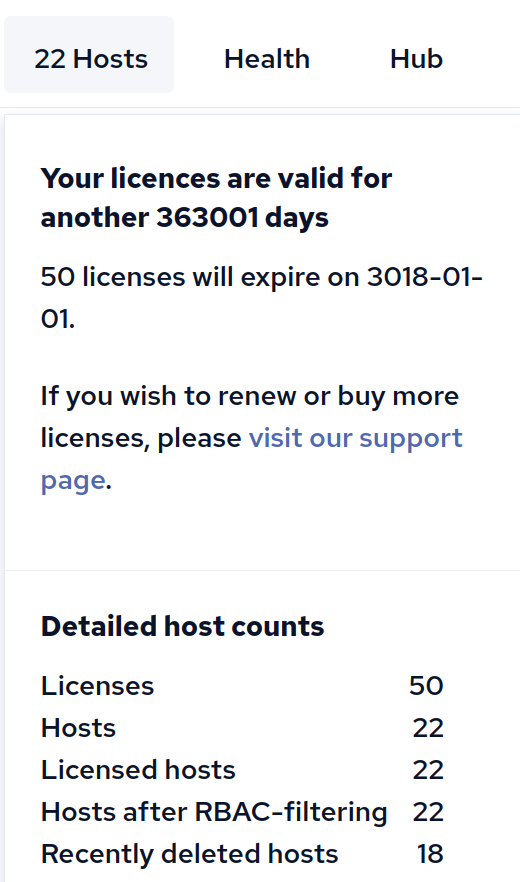 22 Hosts Health Hub
Your licences are valid for
another 363001 days
50 licenses will expire on 3018-01-
01.
If you wish to renew or buy more
licenses, please visit our support
page.
Detailed host counts
Licenses 50
Hosts 22
Licensed hosts 22
Hosts after RBAC-filtering 22
Recently deleted hosts 18